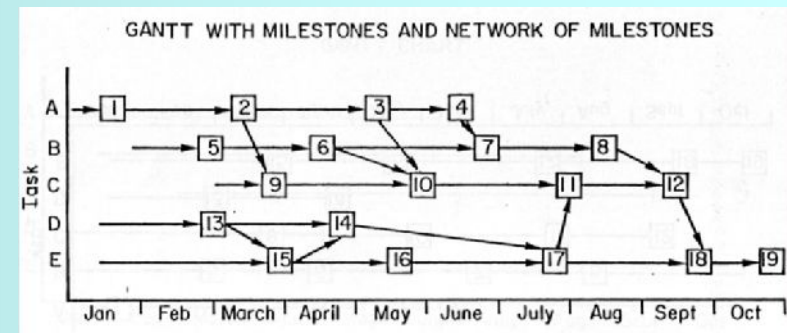 GANTT WITH MILESTONES AND NETWORK OF MILESTONES
A 1 2 3 4
B 5 6 7 8
C 9 10 11 12
D 13 14
E 15 16 17 18 19
Task
Jan Feb March April May June July Aug Sept Oct